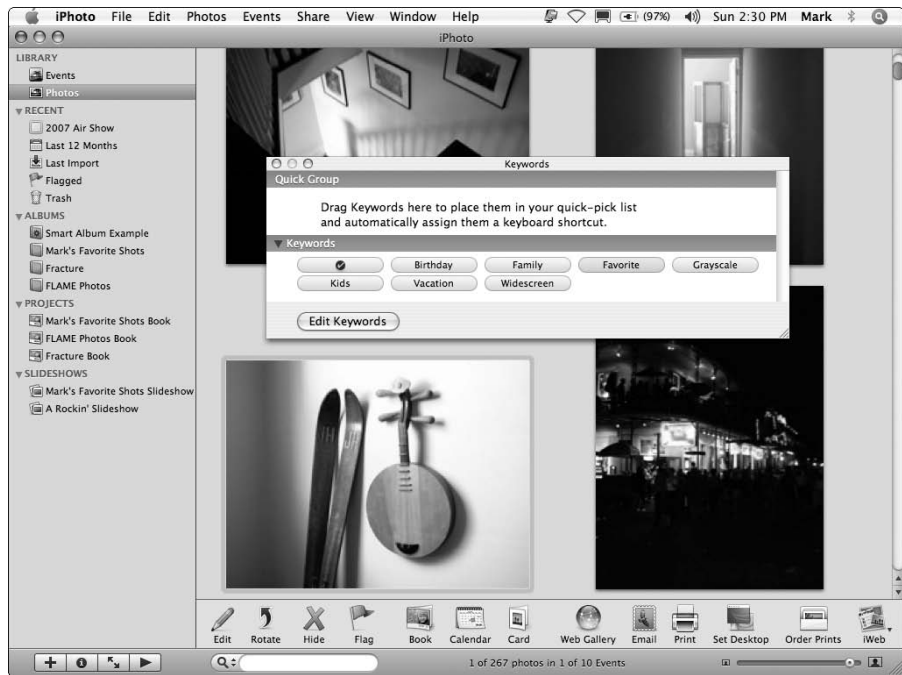 iPhoto File Edit Photos Events Share View Window Help (97%) Sun 2:30 PM Mark
iPhoto
LIBRARY
Events
Photos
RECENT
2007 Air Show
Last 12 Months
Last Import
Flagged
Trash
ALBUMS
Smart Album Example
Mark's Favorite Shots
Fracture
FLAME Photos
PROJECTS
Mark's Favorite Shots Book
FLAME Photos Book
Fracture Book
SLIDESHOWS
Mark's Favorite Shots Slideshow
A Rockin' Slideshow
Keywords
Quick Group
Drag Keywords here to place them in your quick-pick list
and automatically assign them a keyboard shortcut.
Keywords
Birthday Family Favorite Grayscale
Kids Vacation Widescreen
Edit Keywords
Edit Rotate Hide Flag Book Calendar Card Web Gallery Email Print Set Desktop Order Prints iWeb
1 of 267 photos in 1 of 10 Events